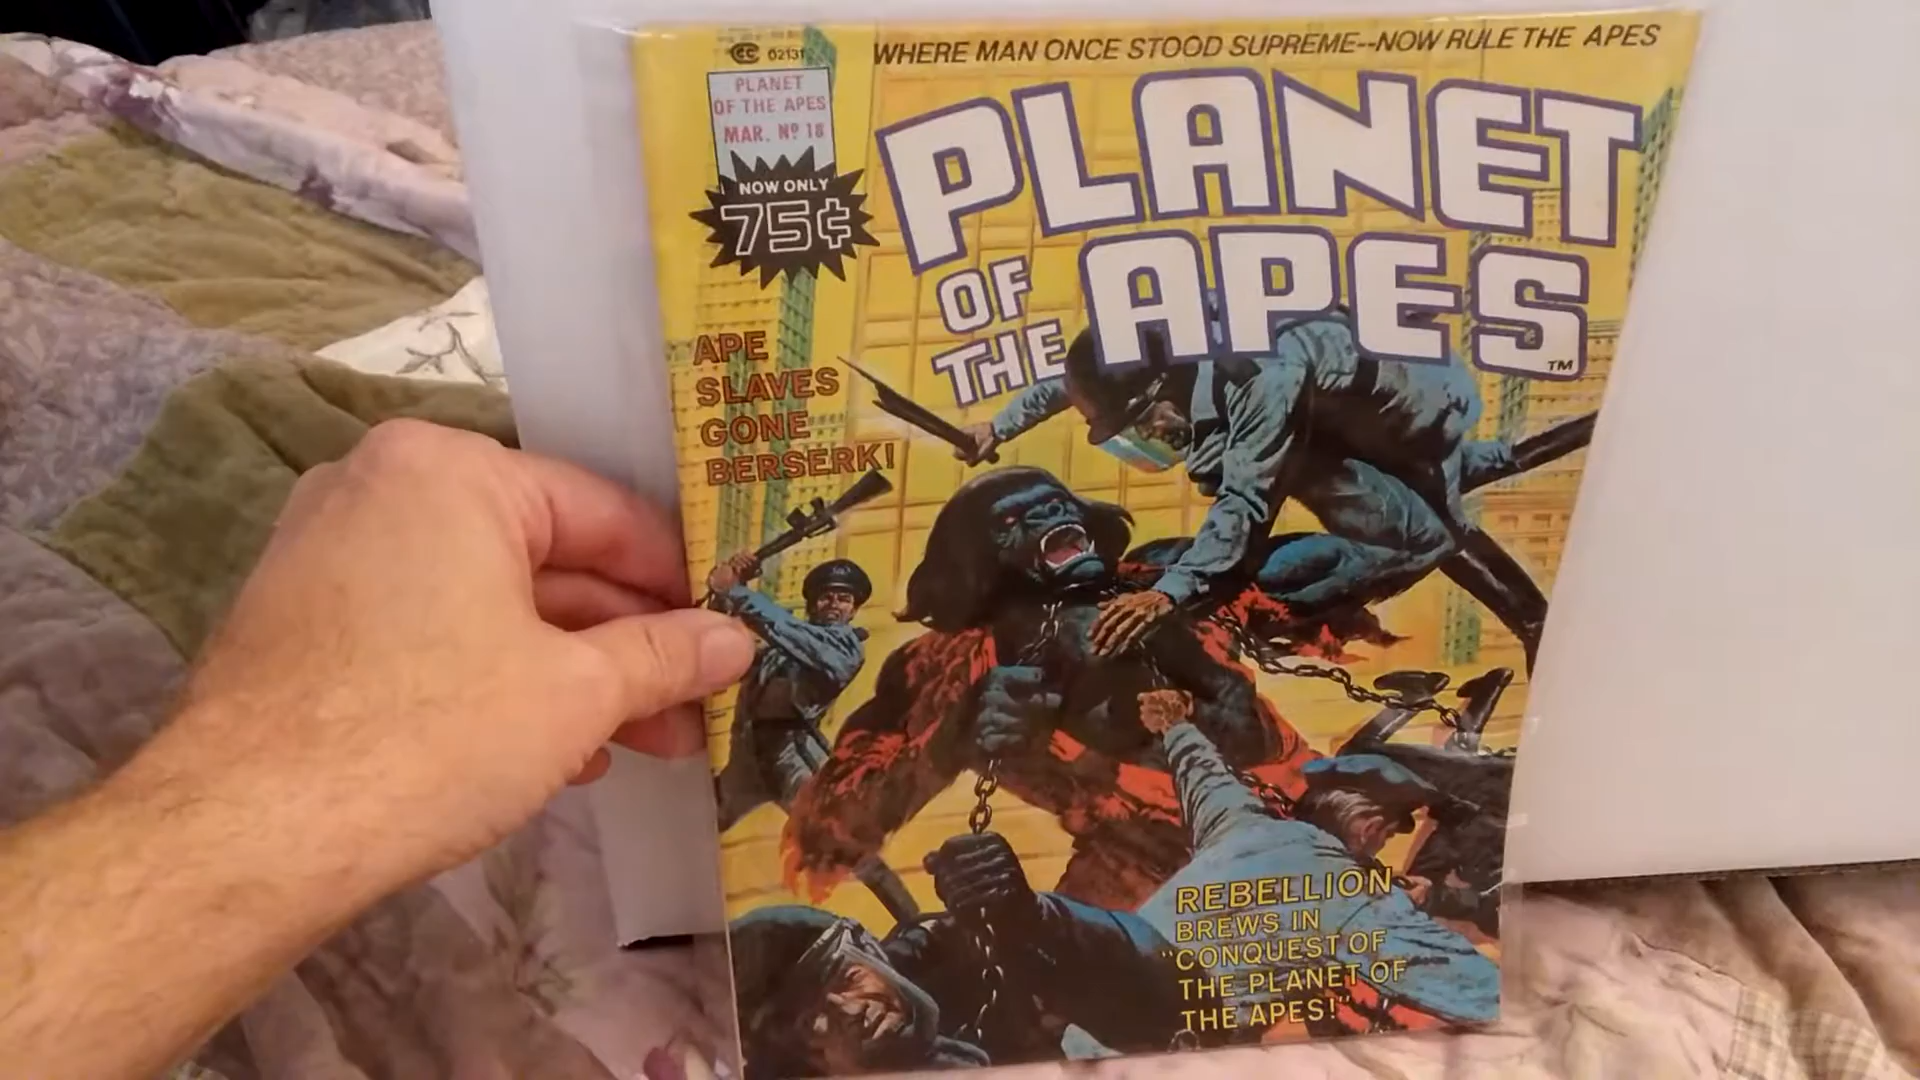 WHERE MAN ONCE STOOD SUPREME--NOW RULE THE APES
CC 02131
PLANET
OF THE APES
MAR. Nº 18
NOW ONLY
75¢
PLANET
OF
THE
APES
TM
APE
SLAVES
GONE
BERSERK!
REBELLION
BREWS IN
"CONQUEST OF
THE PLANET OF
THE APES!"